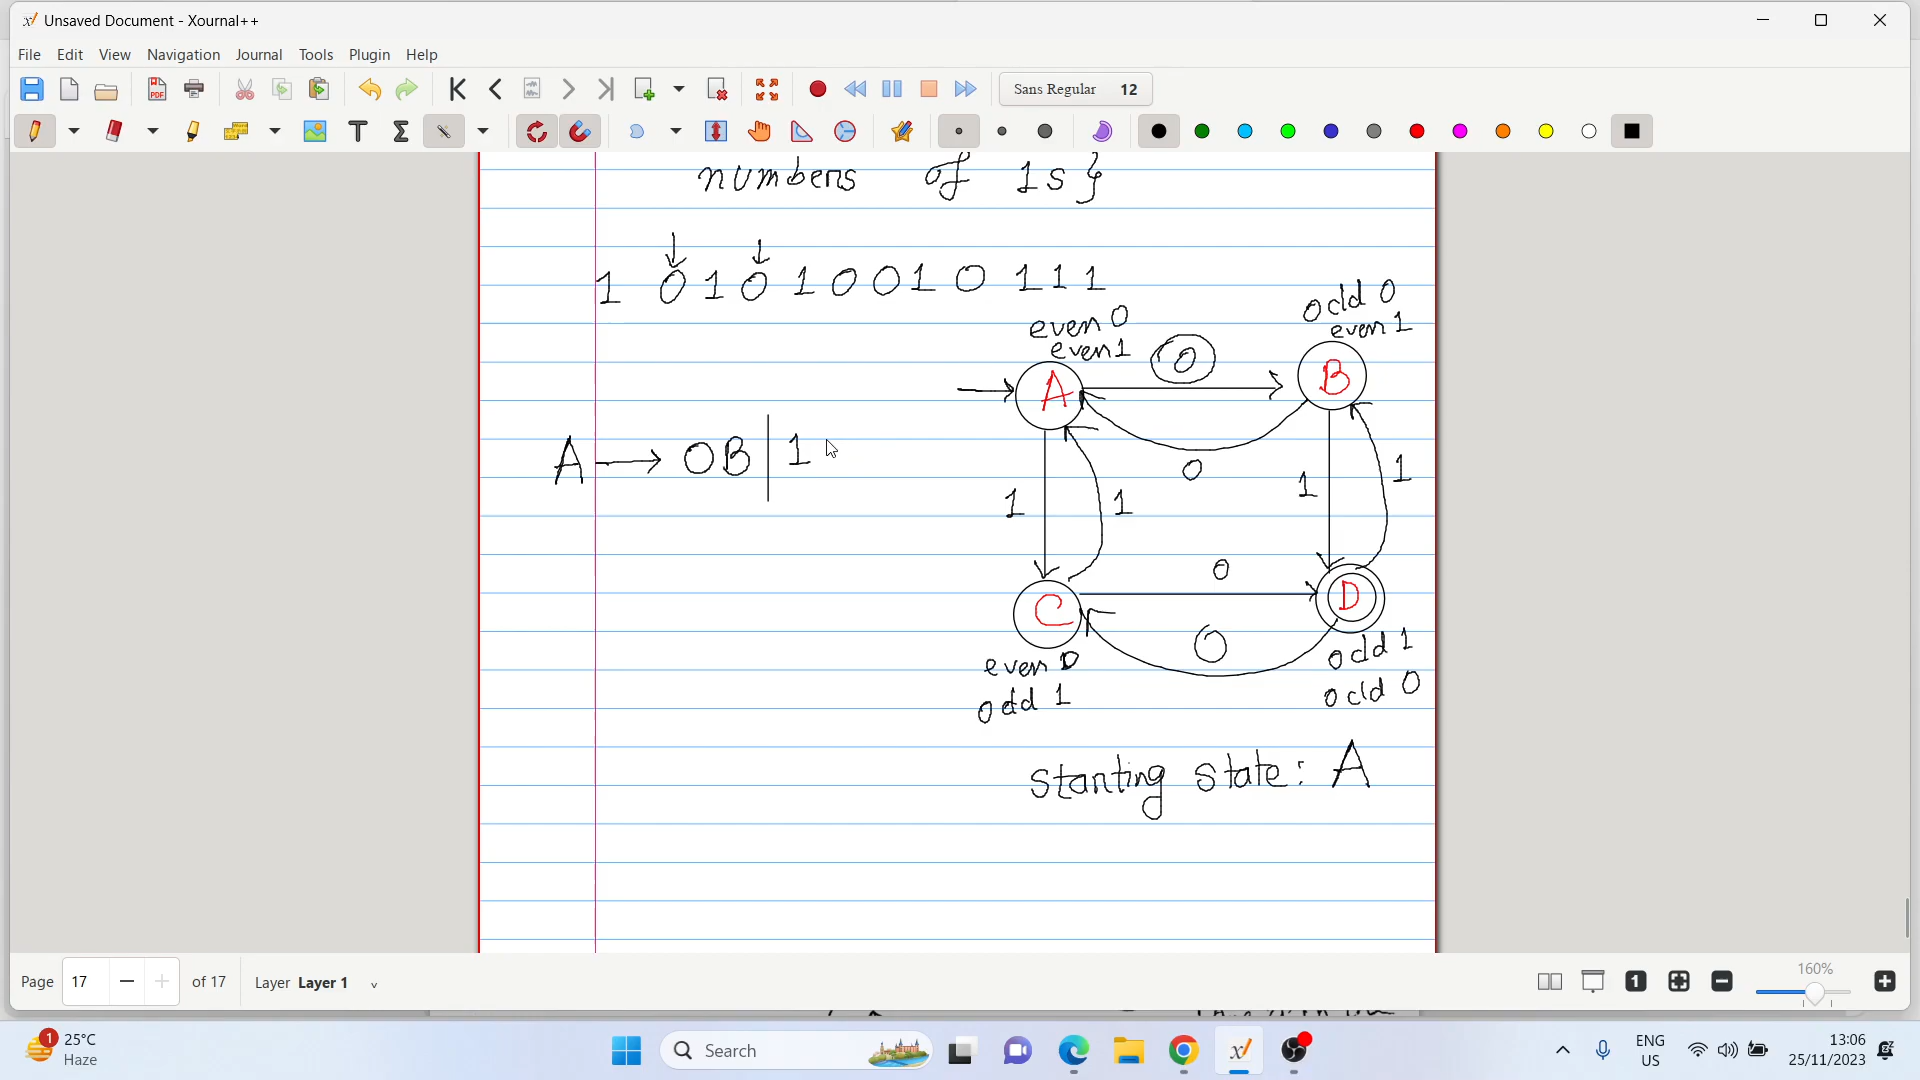 Unsaved Document - Xournal++
File Edit View Navigation Journal Tools Plugin Help
Sans Regular 12
numbers of 1s}
1 0 1 0 1 0 0 1 0 1 1 1
even 0
even 1
0
odd 0
even 1
A
B
0
A → 0B | 1
1
1
1
1
0
C
D
0
even 0
odd 1
odd 1
odd 0
starting state: A
Page 17 of 17 Layer Layer 1
160%
1
25°C
Haze
Search
ENG
US
13:06
25/11/2023